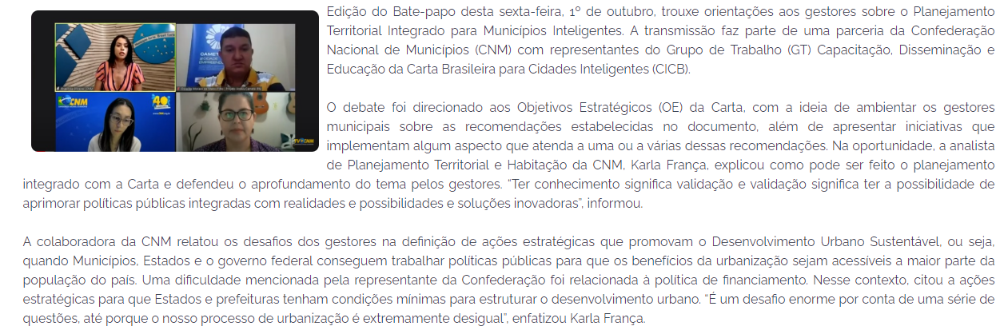 Edição do Bate-papo desta sexta-feira, 1º de outubro, trouxe orientações aos gestores sobre o Planejamento
Territorial Integrado para Municípios Inteligentes. A transmissão faz parte de uma parceria da Confederação
Nacional de Municípios (CNM) com representantes do Grupo de Trabalho (GT) Capacitação, Disseminação e
Educação da Carta Brasileira para Cidades Inteligentes (CICB).
O debate foi direcionado aos Objetivos Estratégicos (OE) da Carta, com a ideia de ambientar os gestores
municipais sobre as recomendações estabelecidas no documento, além de apresentar iniciativas que
implementam algum aspecto que atenda a uma ou a várias dessas recomendações. Na oportunidade, a analista
de Planejamento Territorial e Habitação da CNM, Karla França, explicou como pode ser feito o planejamento
integrado com a Carta e defendeu o aprofundamento do tema pelos gestores. “Ter conhecimento significa validação e validação significa ter a possibilidade de
aprimorar políticas públicas integradas com realidades e possibilidades e soluções inovadoras”, informou.
A colaboradora da CNM relatou os desafios dos gestores na definição de ações estratégicas que promovam o Desenvolvimento Urbano Sustentável, ou seja,
quando Municípios, Estados e o governo federal conseguem trabalhar políticas públicas para que os benefícios da urbanização sejam acessíveis a maior parte da
população do país. Uma dificuldade mencionada pela representante da Confederação foi relacionada à política de financiamento. Nesse contexto, citou a ações
estratégicas para que Estados e prefeituras tenham condições mínimas para estruturar o desenvolvimento urbano. “É um desafio enorme por conta de uma série de
questões, até porque o nosso processo de urbanização é extremamente desigual”, enfatizou Karla França.
CNM
40
TV CNM